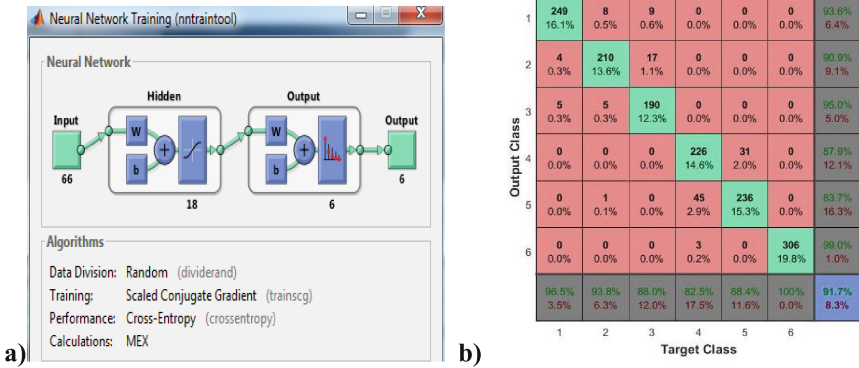 Neural Network Training (nntraintool)
Neural Network
Hidden Output
Input Output
W W
b b
66 18 6 6
Algorithms
Data Division: Random (dividerand)
Training: Scaled Conjugate Gradient (trainscg)
Performance: Cross-Entropy (crossentropy)
Calculations: MEX
a)
Output Class
1 249 8 9 0 0 0 93.6%
16.1% 0.5% 0.6% 0.0% 0.0% 0.0% 6.4%
2 4 210 17 0 0 0 90.9%
0.3% 13.6% 1.1% 0.0% 0.0% 0.0% 9.1%
3 5 5 190 0 0 0 95.0%
0.3% 0.3% 12.3% 0.0% 0.0% 0.0% 5.0%
4 0 0 0 226 31 0 87.9%
0.0% 0.0% 0.0% 14.6% 2.0% 0.0% 12.1%
5 0 1 0 45 236 0 83.7%
0.0% 0.1% 0.0% 2.9% 15.3% 0.0% 16.3%
6 0 0 0 3 0 306 99.0%
0.0% 0.0% 0.0% 0.2% 0.0% 19.8% 1.0%
96.5% 93.8% 88.0% 82.5% 88.4% 100% 91.7%
3.5% 6.3% 12.0% 17.5% 11.6% 0.0% 8.3%
1 2 3 4 5 6
Target Class
b)